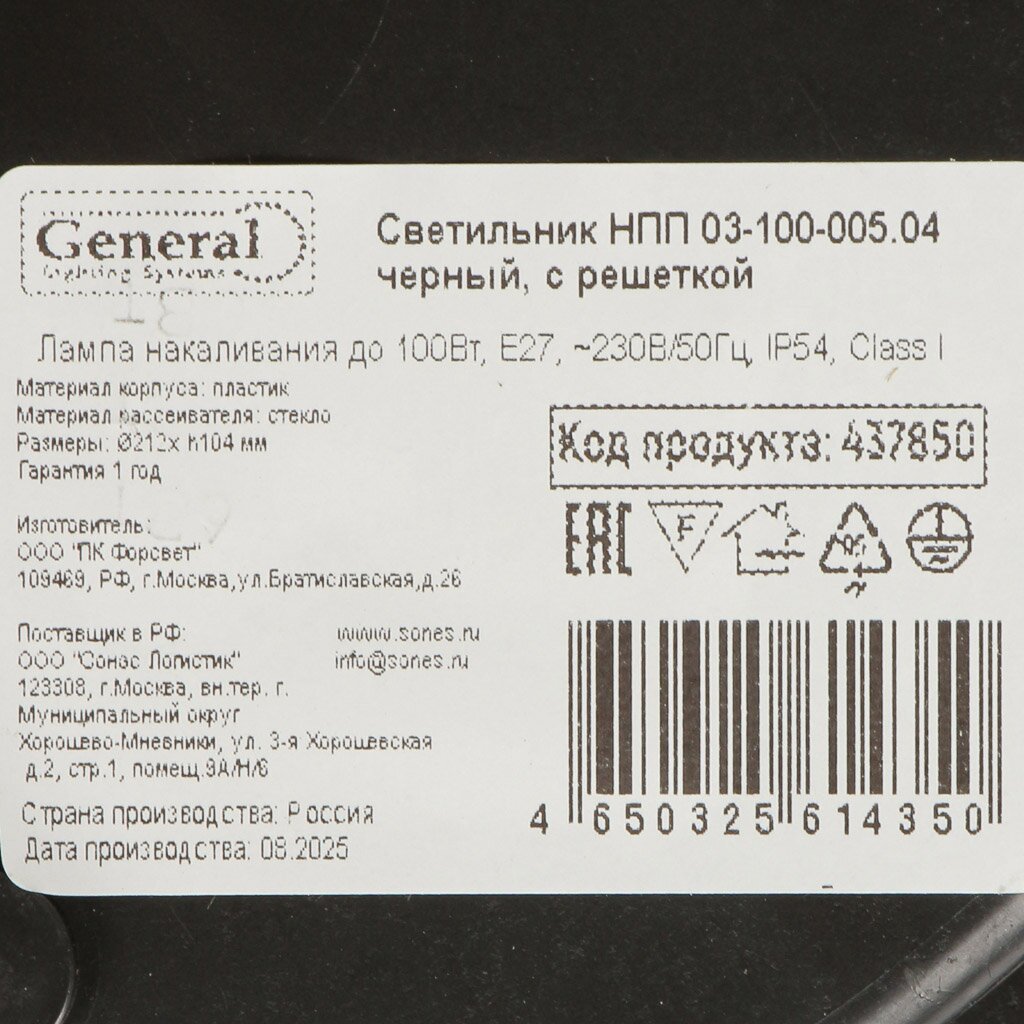 General
Lighting Systems
Светильник НПП 03-100-005.04
черный, с решеткой
Лампа накаливания до 100Вт, E27, ~230В/50Гц, IP54, Class I
Материал корпуса: пластик
Материал рассеивателя: стекло
Размеры: Ø212х h104 мм
Гарантия 1 год
Код продукта: 437850
EAC
F
Изготовитель:
ООО "ПК Форсвет"
109469, РФ, г.Москва,ул.Братиславская,д.26
Поставщик в РФ:
ООО "Сонэс Логистик"
123308, г.Москва, вн.тер. г.
Муниципальный округ
Хорошево-Мневники, ул. 3-я Хорошевская
д.2, стр.1, помещ.9А/Н/6
www.sones.ru
info@sones.ru
Страна производства: Россия
Дата производства: 08.2025
4 650325 614350